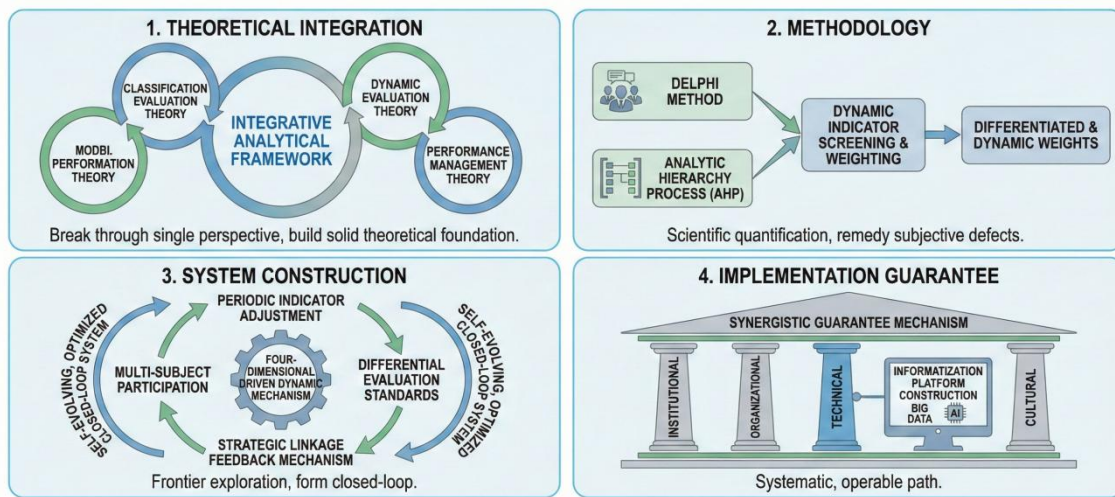 1. THEORETICAL INTEGRATION
MODBI.
PERFORMATION
THEORY
CLASSIFICATION
EVALUATION
THEORY
INTEGRATIVE
ANALYTICAL
FRAMEWORK
DYNAMIC
EVALUATION
THEORY
PERFORMANCE
MANAGEMENT
THEORY
Break through single perspective, build solid theoretical foundation.
2. METHODOLOGY
DELPHI
METHOD
ANALYTIC
HIERARCHY
PROCESS (AHP)
DYNAMIC
INDICATOR
SCREENING &
WEIGHTING
DIFFERENTIATED &
DYNAMIC WEIGHTS
Scientific quantification, remedy subjective defects.
3. SYSTEM CONSTRUCTION
SELF-EVOLVING, OPTIMIZED
CLOSED-LOOP SYSTEM
PERIODIC INDICATOR
ADJUSTMENT
MULTI-SUBJECT
PARTICIPATION
FOUR-
DIMENSIONAL
DRIVEN DYNAMIC
MECHANISM
DIFFERENTIAL
EVALUATION
STANDARDS
STRATEGIC LINKAGE
FEEDBACK MECHANISM
SELF-EVOLVING, OPTIMIZED
CLOSED-LOOP SYSTEM
Frontier exploration, form closed-loop.
4. IMPLEMENTATION GUARANTEE
SYNERGISTIC GUARANTEE MECHANISM
INSTITUTIONAL
ORGANIZATIONAL
TECHNICAL
INFORMATIZATION
PLATFORM
CONSTRUCTION
BIG
DATA
AI
CULTURAL
Systematic, operable path.